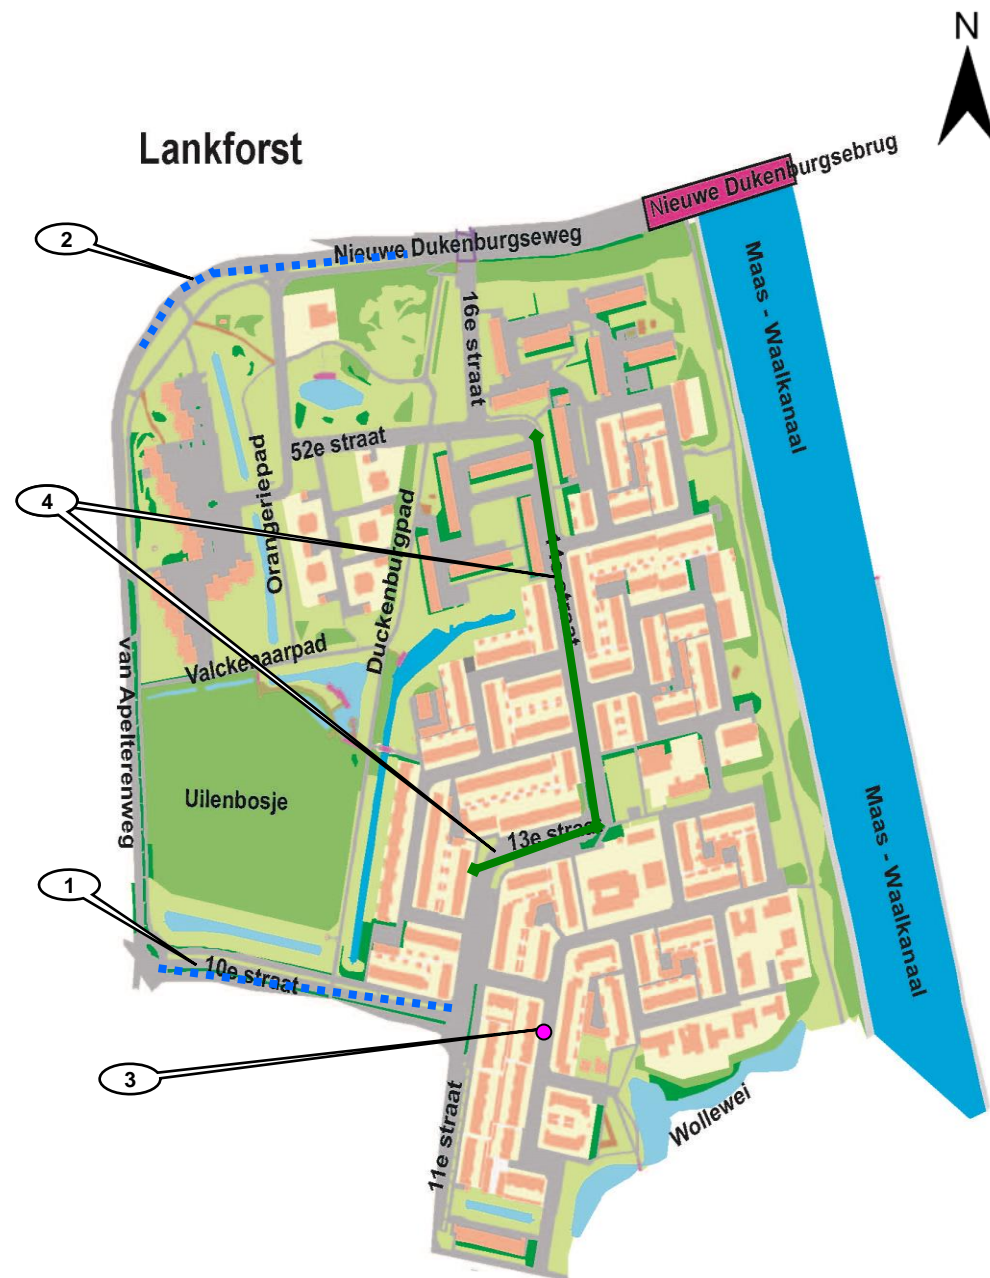 N
Lankforst
Nieuwe Dukenburgsebrug
2
Nieuwe Dukenburgseweg
Maas - Waalkanaal
16e straat
52e straat
4
Orangeriepad
Duckenburgpad
straat
Valckenaarpad
van Apelterenweg
Uilenbosje
Maas - Waalkanaal
13e straat
1
10e straat
3
11e straat
Wollewei